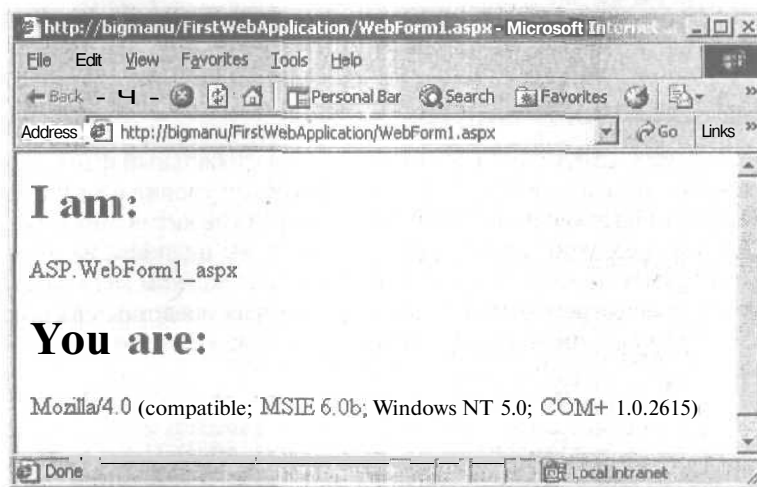 http://bigmanu/FirstWebApplication/WebForm1.aspx - Microsoft Internet
File Edit View Favorites Tools Help
Back Personal Bar Search Favorites
Address http://bigmanu/FirstWebApplication/WebForm1.aspx Go Links »
I am:
ASP.WebForm1_aspx
You are:
Mozilla/4.0 (compatible; MSIE 6.0b; Windows NT 5.0; COM+ 1.0.2615)
Done Local intranet